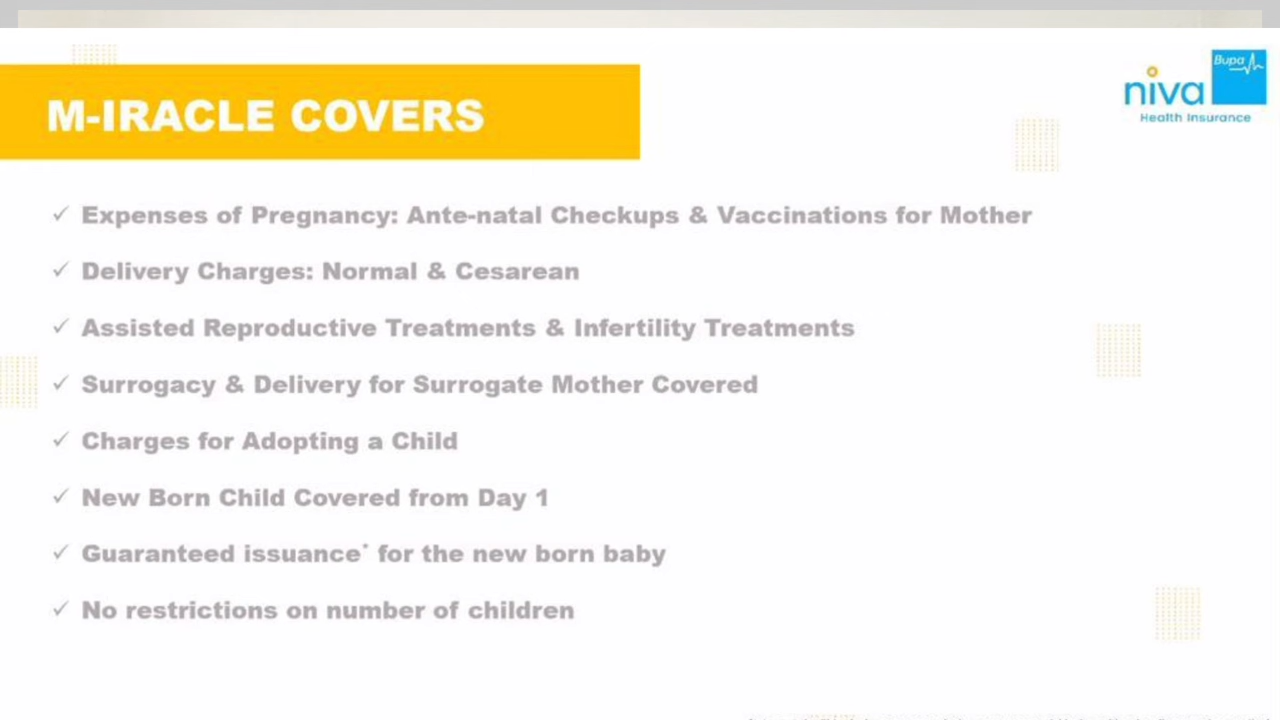 Bupa
niva
Health Insurance
M-IRACLE COVERS
✓ Expenses of Pregnancy: Ante-natal Checkups & Vaccinations for Mother
✓ Delivery Charges: Normal & Cesarean
✓ Assisted Reproductive Treatments & Infertility Treatments
✓ Surrogacy & Delivery for Surrogate Mother Covered
✓ Charges for Adopting a Child
✓ New Born Child Covered from Day 1
✓ Guaranteed issuance* for the new born baby
✓ No restrictions on number of children